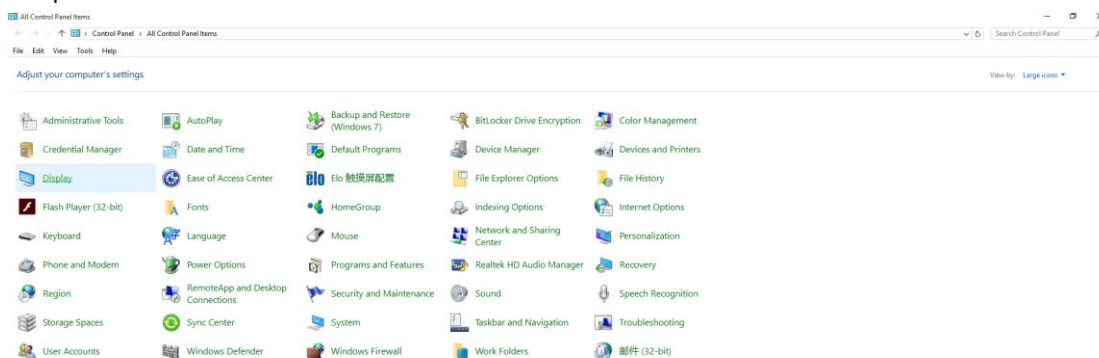 All Control Panel Items
Control Panel > All Control Panel Items
Search Control Panel
File Edit View Tools Help
Adjust your computer's settings
View by: Large icons
Administrative Tools
AutoPlay
Backup and Restore
(Windows 7)
BitLocker Drive Encryption
Color Management
Credential Manager
Date and Time
Default Programs
Device Manager
Devices and Printers
Display
Ease of Access Center
elo Elo 触摸屏配置
File Explorer Options
File History
Flash Player (32-bit)
Fonts
HomeGroup
Indexing Options
Internet Options
Keyboard
Language
Mouse
Network and Sharing
Center
Personalization
Phone and Modem
Power Options
Programs and Features
Realtek HD Audio Manager
Recovery
Region
RemoteApp and Desktop
Connections
Security and Maintenance
Sound
Speech Recognition
Storage Spaces
Sync Center
System
Taskbar and Navigation
Troubleshooting
User Accounts
Windows Defender
Windows Firewall
Work Folders
邮件 (32-bit)